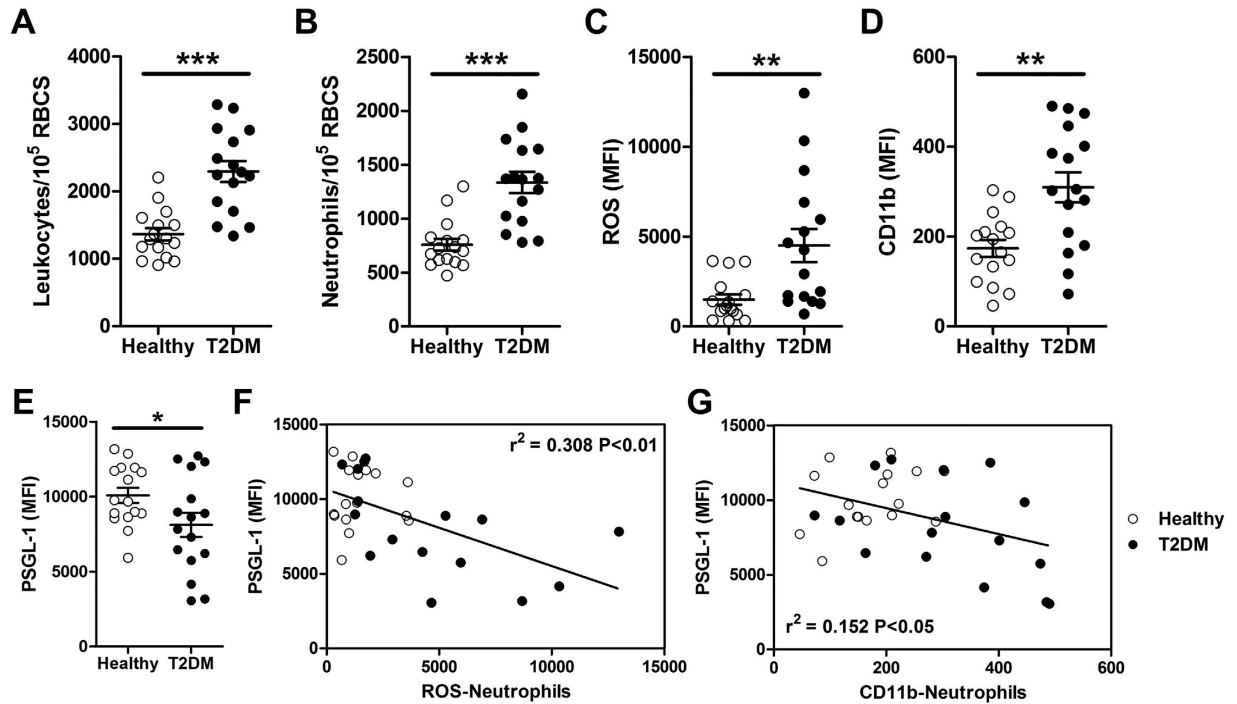 A
Leukocytes/10^5 RBCS
4000
3000
2000
1000
0
***
Healthy T2DM
B
Neutrophils/10^5 RBCS
2500
2000
1500
1000
500
0
***
Healthy T2DM
C
ROS (MFI)
15000
10000
5000
0
**
Healthy T2DM
D
CD11b (MFI)
600
400
200
0
**
Healthy T2DM
E
PSGL-1 (MFI)
15000
10000
5000
0
*
Healthy T2DM
F
PSGL-1 (MFI)
15000
10000
5000
0
r² = 0.308 P<0.01
0 5000 10000 15000
ROS-Neutrophils
G
PSGL-1 (MFI)
15000
10000
5000
0
r² = 0.152 P<0.05
0 200 400 600
CD11b-Neutrophils
Healthy
T2DM